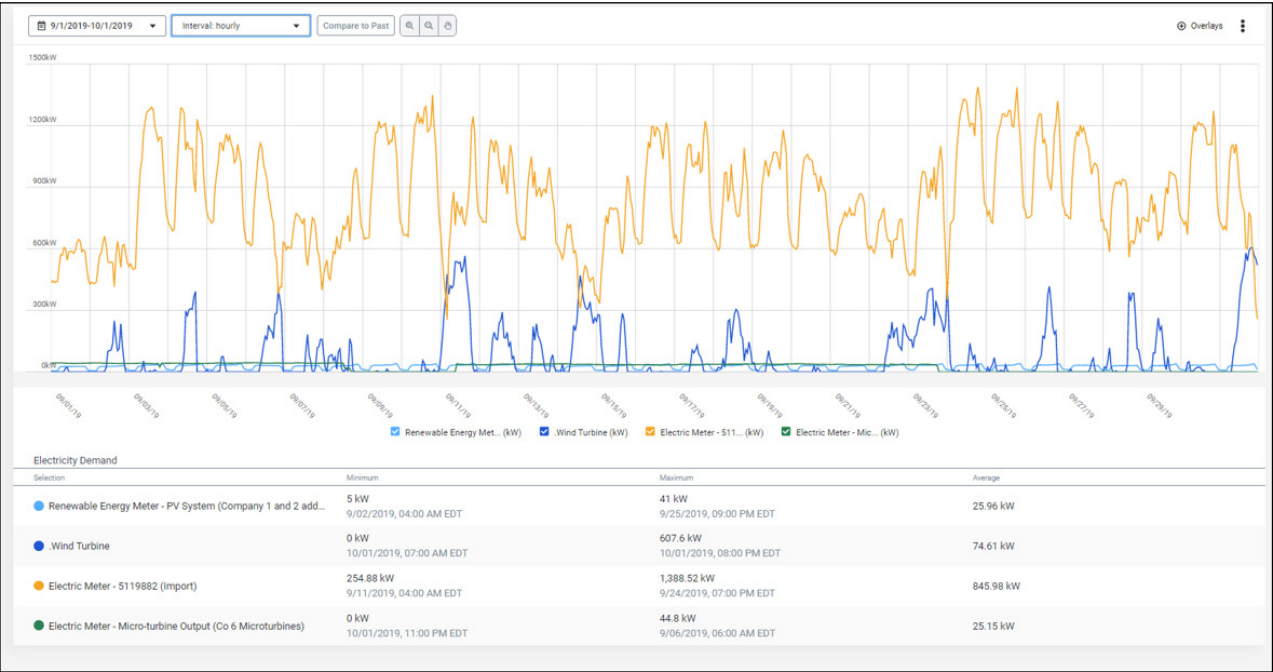 9/1/2019-10/1/2019 Interval: hourly Compare to Past Overlays
1500kW
1200kW
900kW
600kW
300kW
0kW
09/01/19 09/03/19 09/05/19 09/07/19 09/09/19 09/11/19 09/13/19 09/15/19 09/17/19 09/19/19 09/21/19 09/23/19 09/25/19 09/27/19 09/29/19
Renewable Energy Met... (kW) .Wind Turbine (kW) Electric Meter - 511... (kW) Electric Meter - Mic... (kW)
Electricity Demand
Selection Minimum Maximum Average
Renewable Energy Meter - PV System (Company 1 and 2 add... 5 kW 41 kW 25.96 kW
9/02/2019, 04:00 AM EDT 9/25/2019, 09:00 PM EDT
.Wind Turbine 0 kW 607.6 kW 74.61 kW
10/01/2019, 07:00 AM EDT 10/01/2019, 08:00 PM EDT
Electric Meter - 5119882 (Import) 254.88 kW 1,388.52 kW 845.98 kW
9/11/2019, 04:00 AM EDT 9/24/2019, 07:00 PM EDT
Electric Meter - Micro-turbine Output (Co 6 Microturbines) 0 kW 44.8 kW 25.15 kW
10/01/2019, 11:00 PM EDT 9/06/2019, 06:00 AM EDT